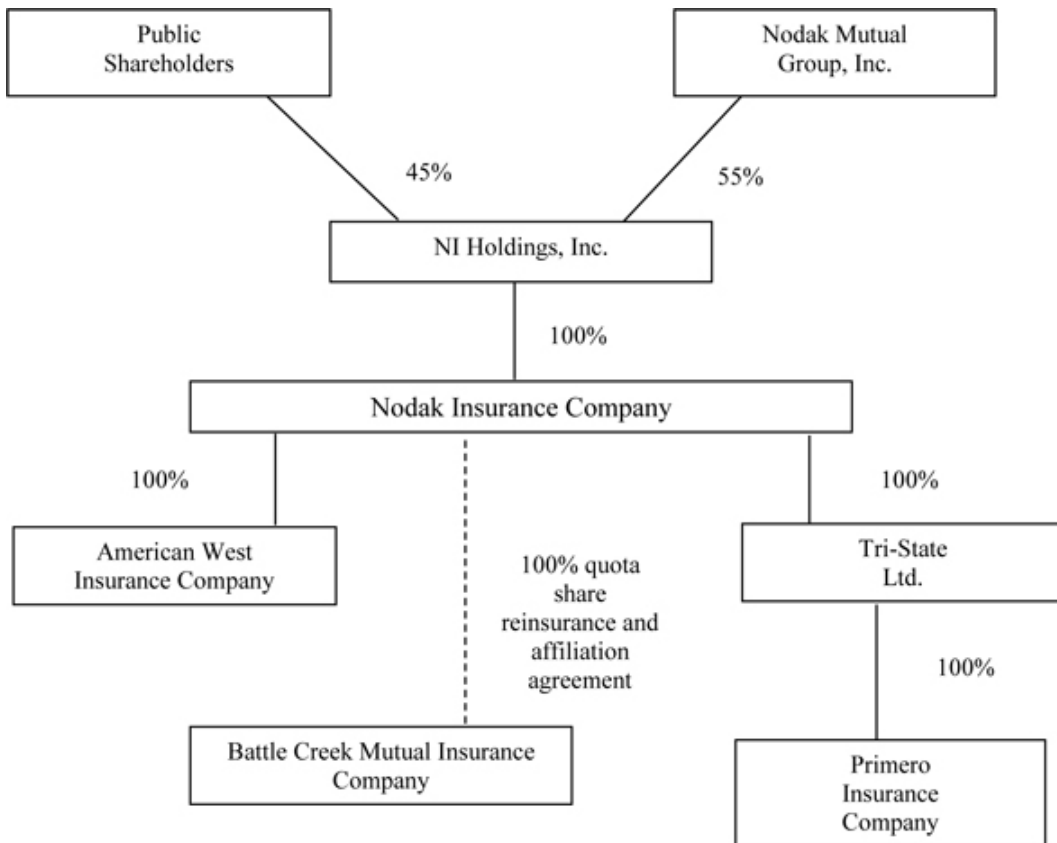 Public
Shareholders
Nodak Mutual
Group, Inc.
45%
55%
NI Holdings, Inc.
100%
Nodak Insurance Company
100%
100%
American West
Insurance Company
100% quota
share
reinsurance and
affiliation
agreement
Tri-State
Ltd.
100%
Battle Creek Mutual Insurance
Company
Primero
Insurance
Company